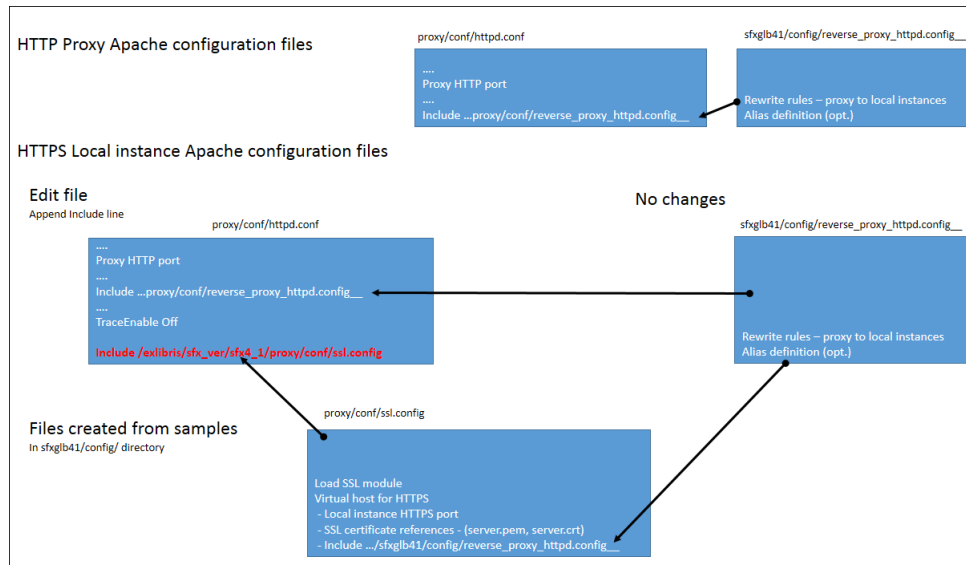 HTTP Proxy Apache configuration files
proxy/conf/httpd.conf
....
Proxy HTTP port
....
Include ...proxy/conf/reverse_proxy_httpd.config__
sfxglb41/config/reverse_proxy_httpd.config__
Rewrite rules – proxy to local instances
Alias definition (opt.)
HTTPS Local instance Apache configuration files
Edit file
Append Include line
No changes
proxy/conf/httpd.conf
....
Proxy HTTP port
....
Include ...proxy/conf/reverse_proxy_httpd.config__
....
TraceEnable Off
Include /exlibris/sfx_ver/sfx4_1/proxy/conf/ssl.config
sfxglb41/config/reverse_proxy_httpd.config__
Rewrite rules – proxy to local instances
Alias definition (opt.)
Files created from samples
In sfxglb41/config/ directory
proxy/conf/ssl.config
Load SSL module
Virtual host for HTTPS
- Local instance HTTPS port
- SSL certificate references - (server.pem, server.crt)
- Include .../sfxglb41/config/reverse_proxy_httpd.config__